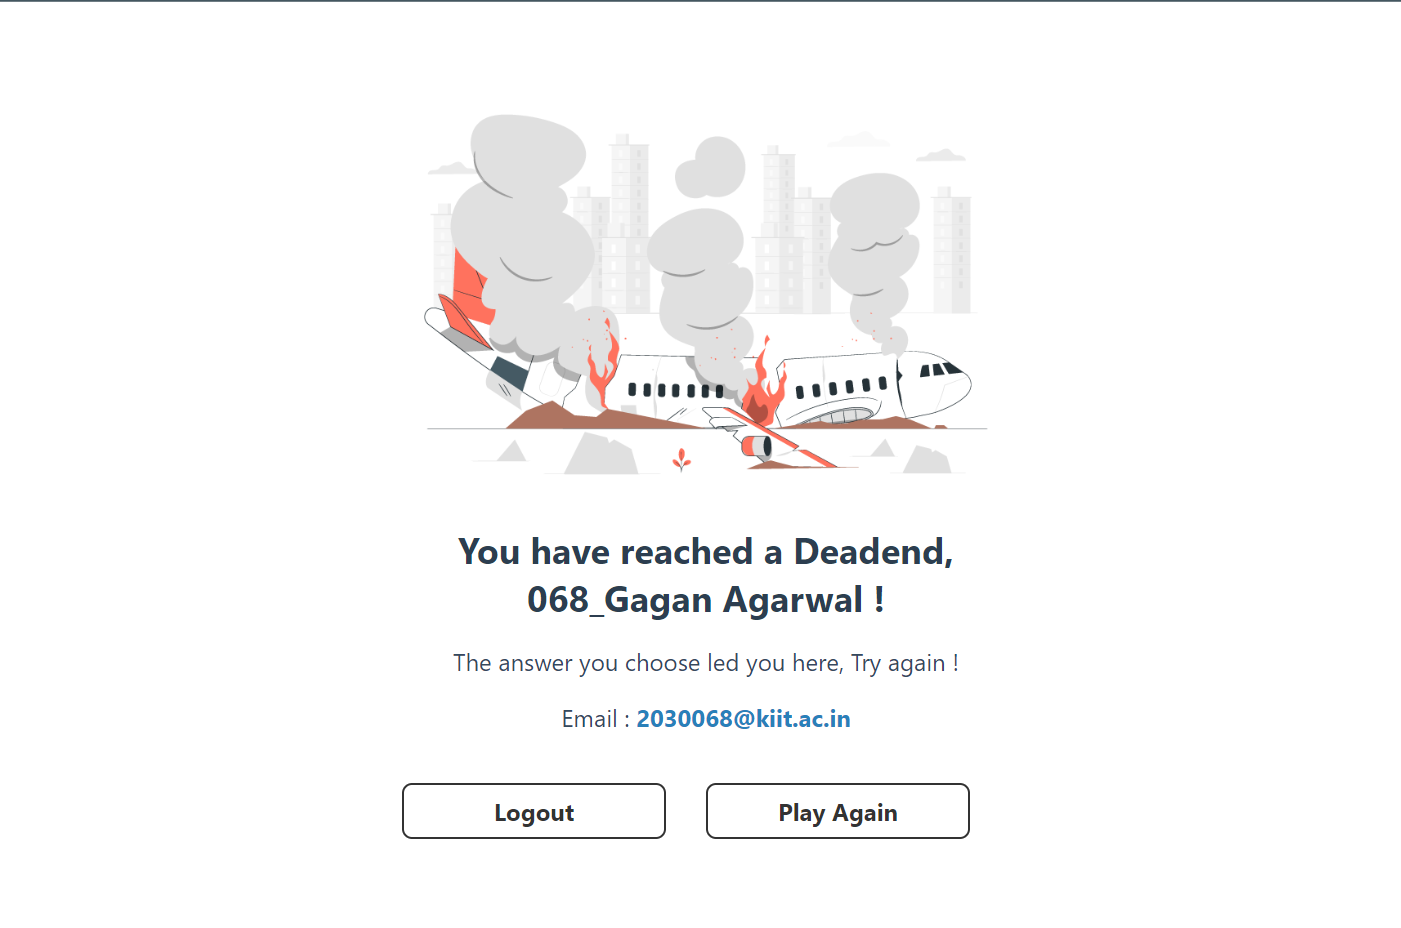 You have reached a Deadend,
068_Gagan Agarwal !
The answer you choose led you here, Try again !
Email : 2030068@kiit.ac.in
Logout
Play Again